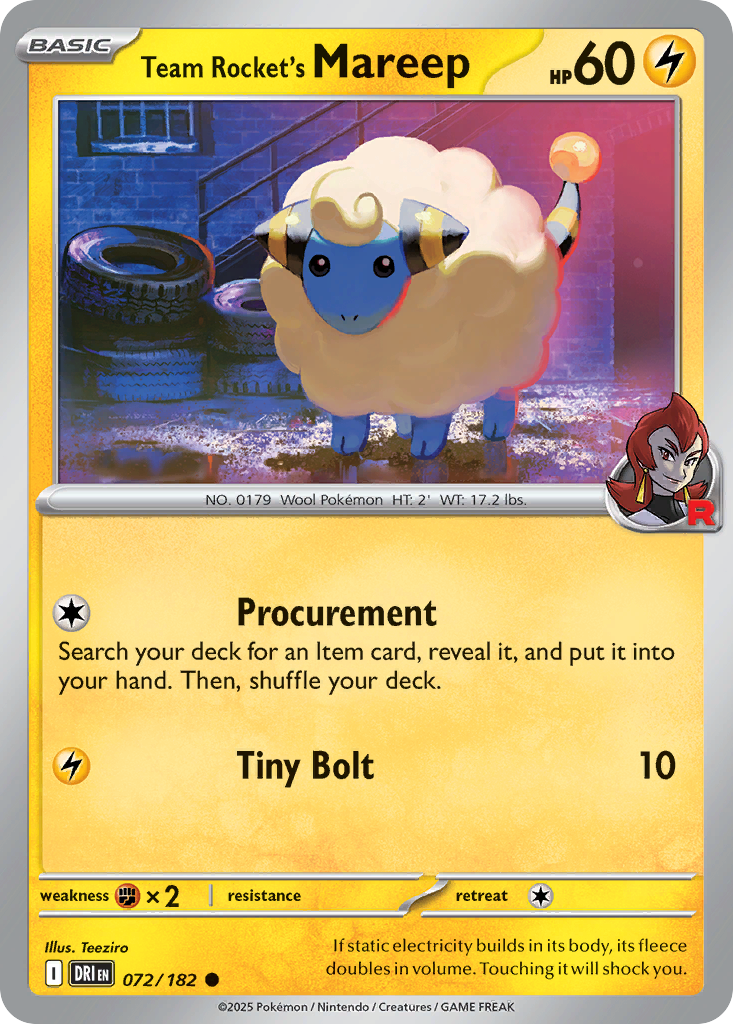 BASIC
Team Rocket's Mareep HP 60
NO. 0179 Wool Pokémon HT: 2' WT: 17.2 lbs.
R
Procurement
Search your deck for an Item card, reveal it, and put it into
your hand. Then, shuffle your deck.
Tiny Bolt 10
weakness ×2 resistance retreat
Illus. Teeziro
If static electricity builds in its body, its fleece
doubles in volume. Touching it will shock you.
I DRI EN 072/182
©2025 Pokémon / Nintendo / Creatures / GAME FREAK